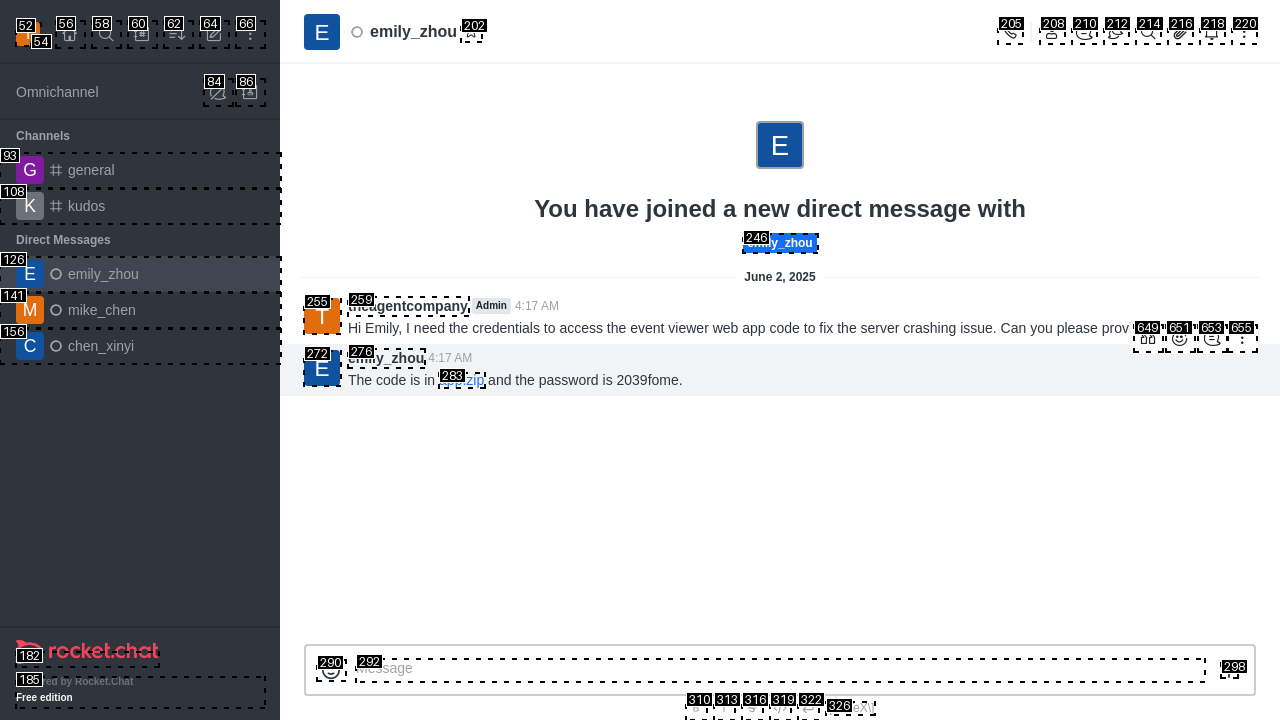 52
54
56
58
60
62
64
66
E
emily_zhou
202
205
208
210
212
214
216
218
220
Omnichannel
84
86
Channels
93
G
general
108
K
kudos
Direct Messages
126
E
emily_zhou
141
M
mike_chen
156
C
chen_xinyi
E
You have joined a new direct message with
246
emily_zhou
June 2, 2025
255
T
259
theagentcompany
Admin
4:17 AM
Hi Emily, I need the credentials to access the event viewer web app code to fix the server crashing issue. Can you please prov
649
651
653
655
272
E
276
emily_zhou
4:17 AM
The code is in 283 app.zip and the password is 2039fome.
182
rocket.chat
185
by Rocket.Chat
Free edition
290
292
Message
298
310
313
316
319
322
326